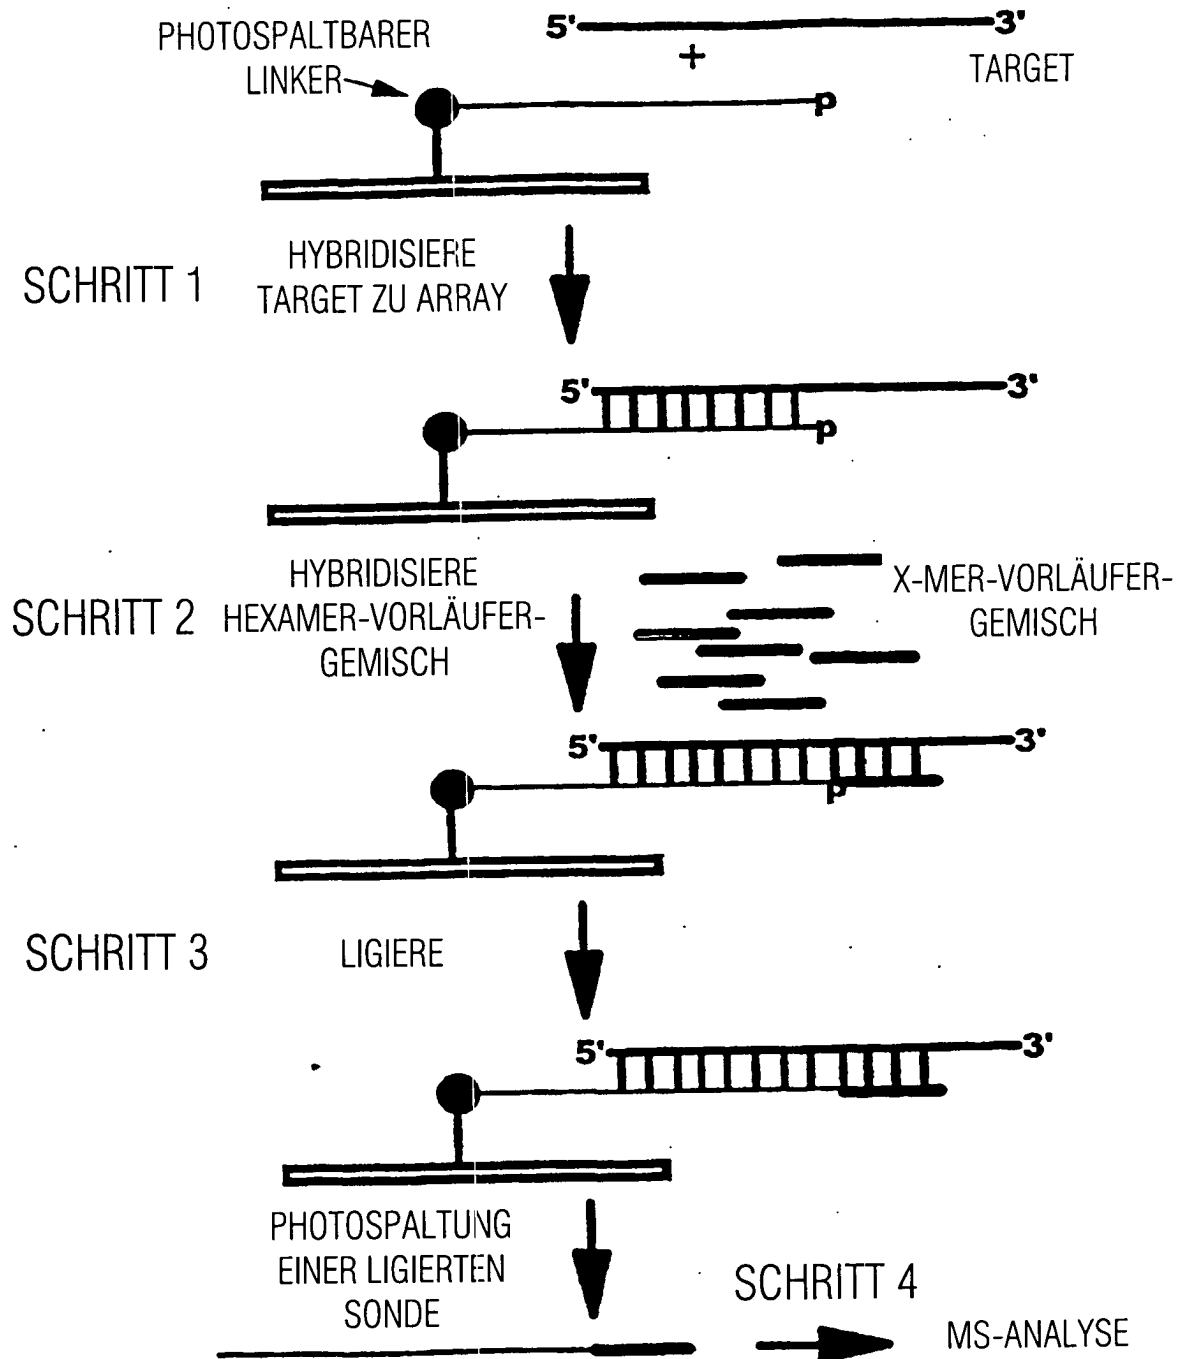 5' 3'
PHOTOSPALTBARER
LINKER
+
TARGET
p
SCHRITT 1
HYBRIDISIERE
TARGET ZU ARRAY
5' 3'
p
SCHRITT 2
HYBRIDISIERE
HEXAMER-VORLÄUFER-
GEMISCH
X-MER-VORLÄUFER-
GEMISCH
5' 3'
p
SCHRITT 3
LIGIERE
5' 3'
PHOTOSPALTUNG
EINER LIGIERTEN
SONDE
SCHRITT 4
MS-ANALYSE